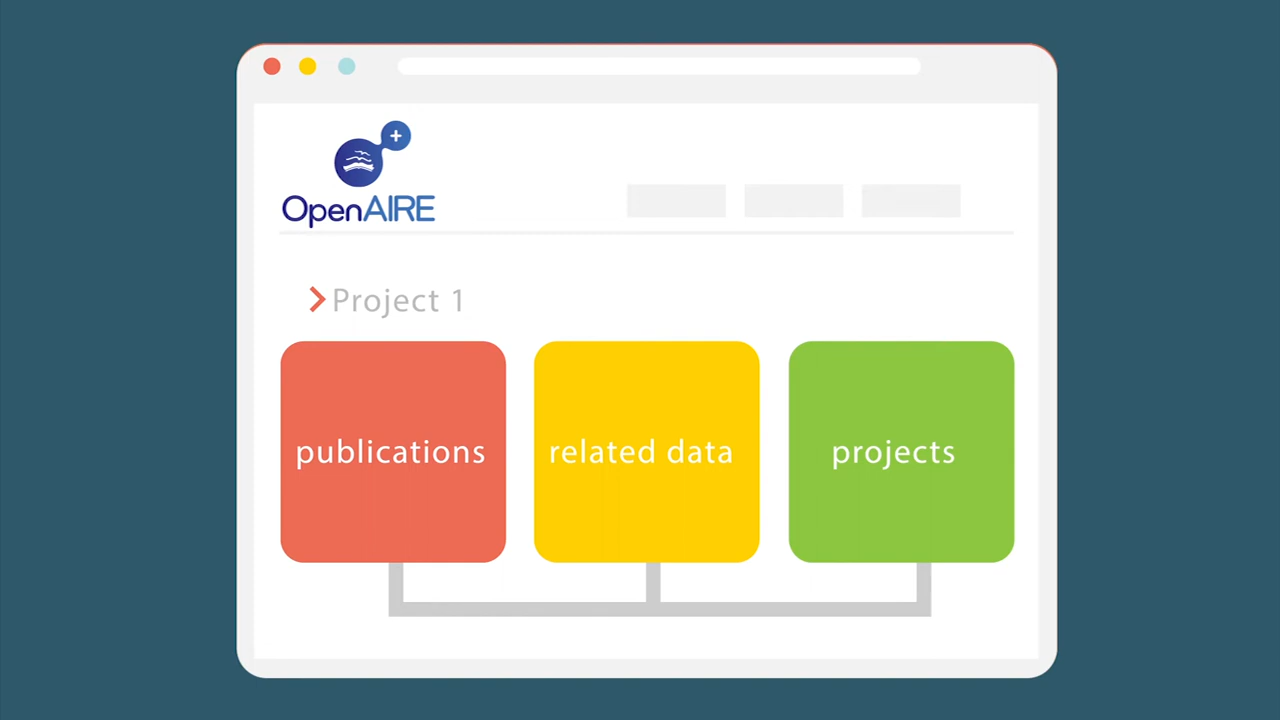 OpenAIRE
Project 1
publications
related data
projects